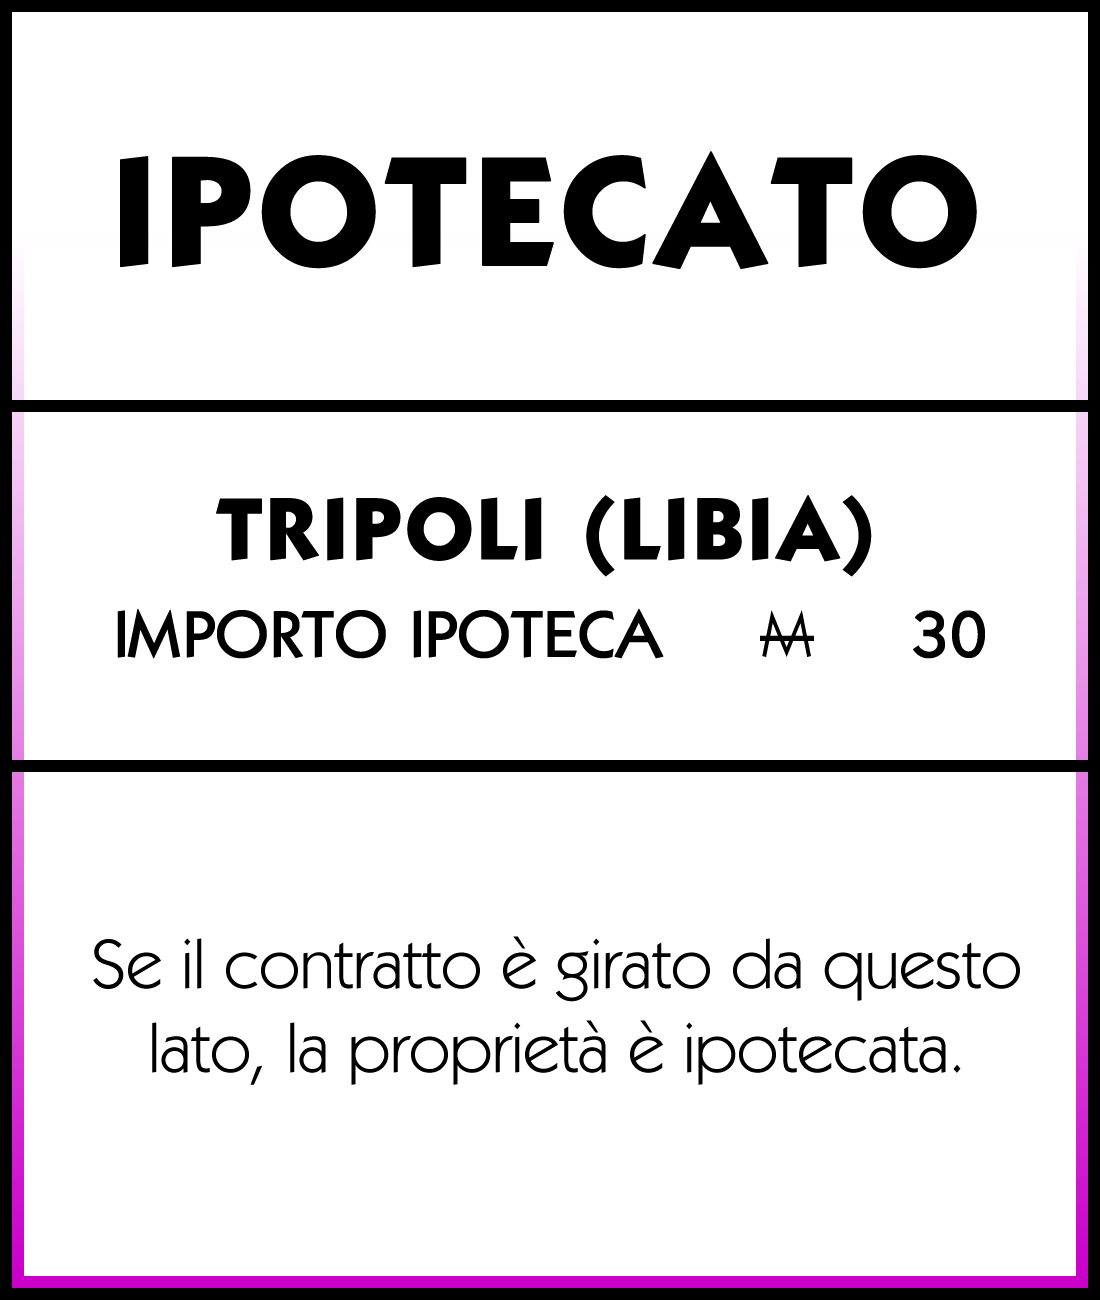 IPOTECATO
TRIPOLI (LIBIA)
IMPORTO IPOTECA M 30
Se il contratto è girato da questo
lato, la proprietà è ipotecata.